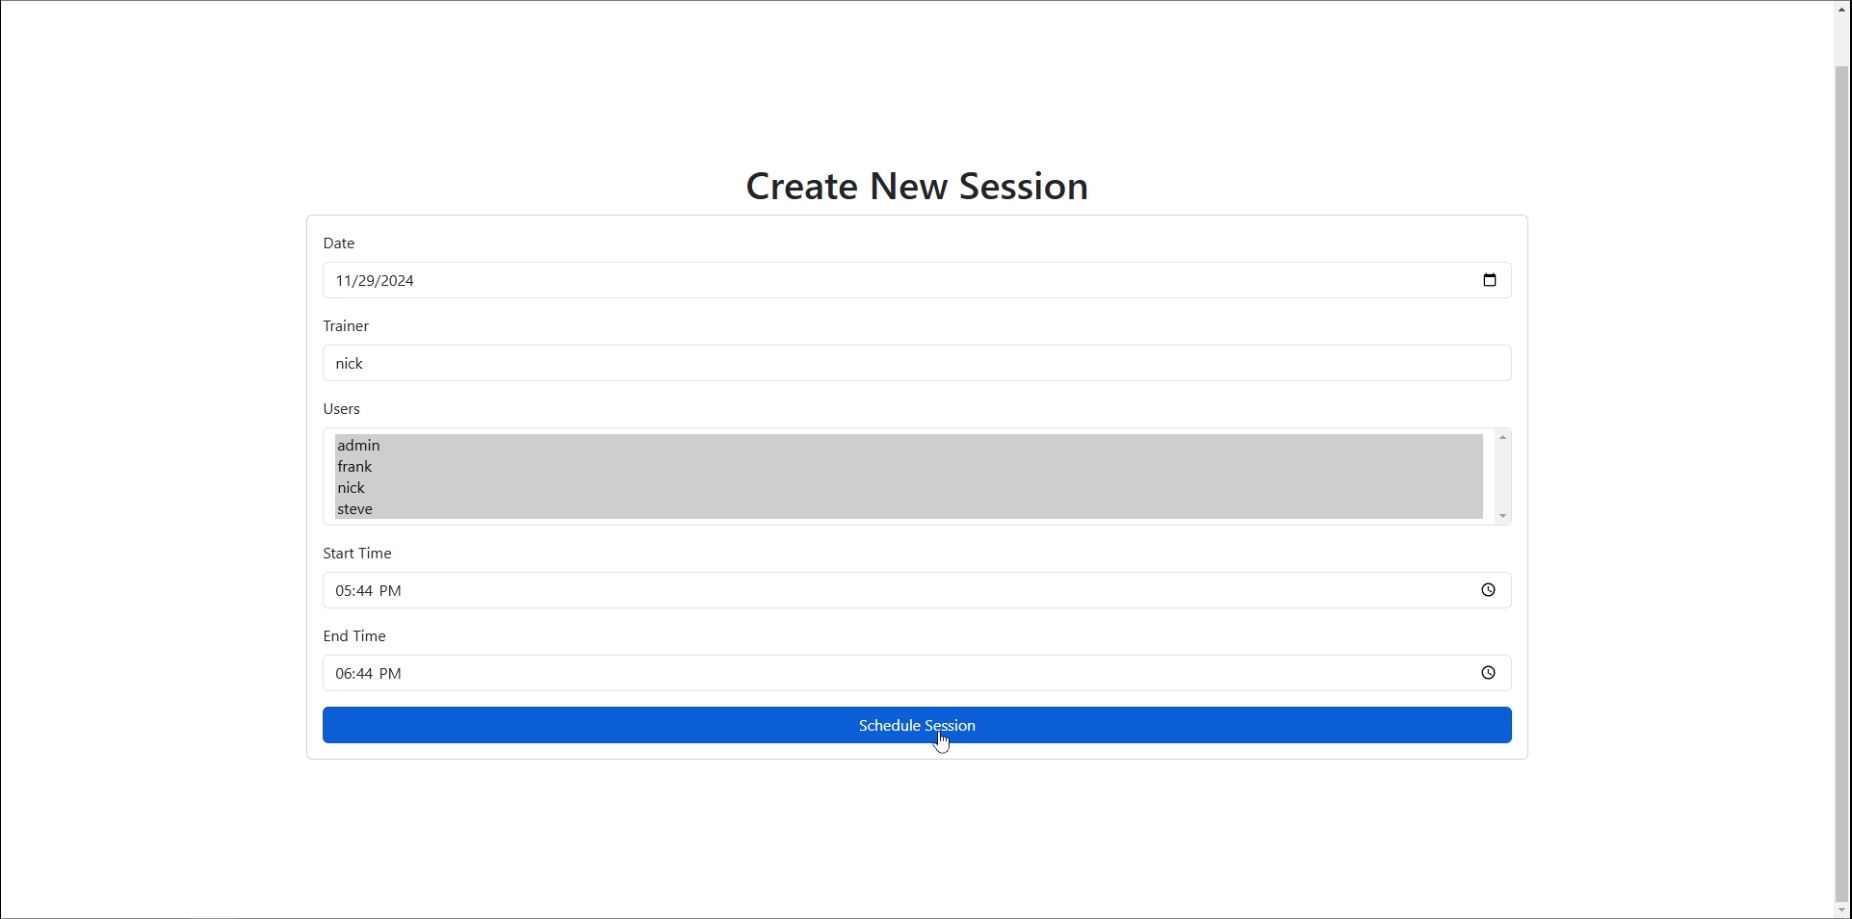 Create New Session
Date
11/29/2024
Trainer
nick
Users
admin
frank
nick
steve
Start Time
05:44 PM
End Time
06:44 PM
Schedule Session